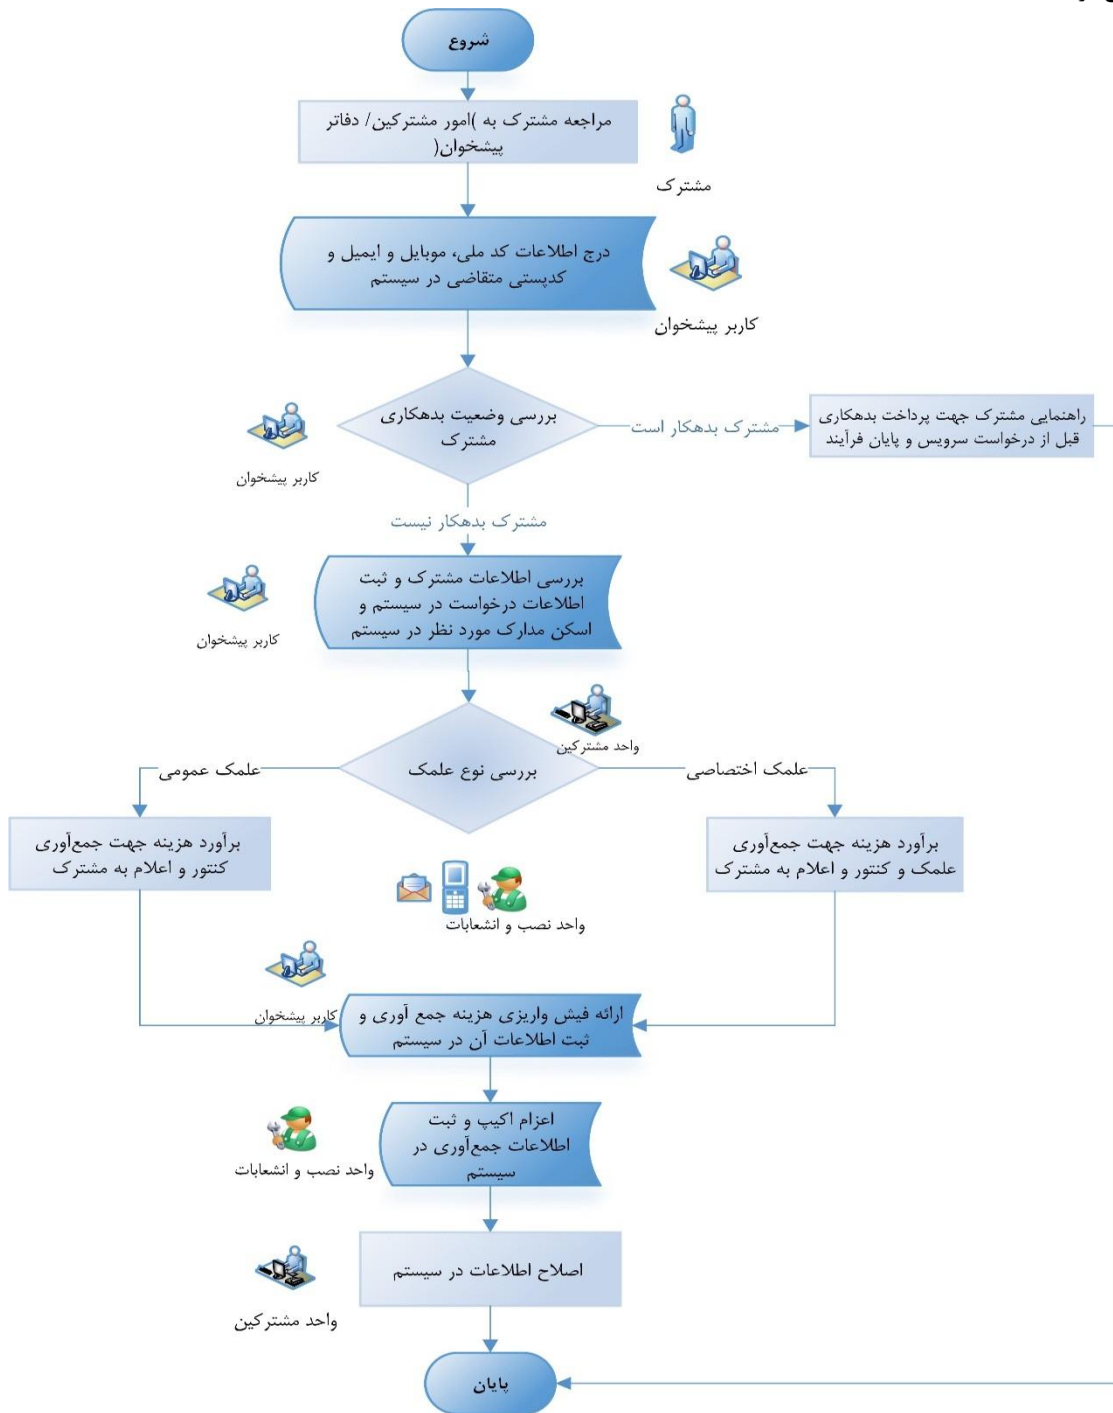 شروع
مراجعه مشترک به )امور مشترکین/ دفاتر
پیشخوان(
مشترک
درج اطلاعات کد ملی، موبایل و ایمیل و
کدپستی متقاضی در سیستم
کاربر پیشخوان
بررسی وضعیت بدهکاری
مشترک
کاربر پیشخوان
مشترک بدهکار است
راهنمایی مشترک جهت پرداخت بدهکاری
قبل از درخواست سرویس و پایان فرآیند
مشترک بدهکار نیست
بررسی اطلاعات مشترک و ثبت
اطلاعات درخواست در سیستم و
اسکن مدارک مورد نظر در سیستم
کاربر پیشخوان
واحد مشترکین
بررسی نوع علمک
علمک اختصاصی
علمک عمومی
برآورد هزینه جهت جمع‌آوری
علمک و کنتور و اعلام به مشترک
برآورد هزینه جهت جمع‌آوری
کنتور و اعلام به مشترک
واحد نصب و انشعابات
کاربر پیشخوان
ارائه فیش واریزی هزینه جمع آوری و
ثبت اطلاعات آن در سیستم
اعزام اکیپ و ثبت
اطلاعات جمع‌آوری در
سیستم
واحد نصب و انشعابات
اصلاح اطلاعات در سیستم
واحد مشترکین
پایان